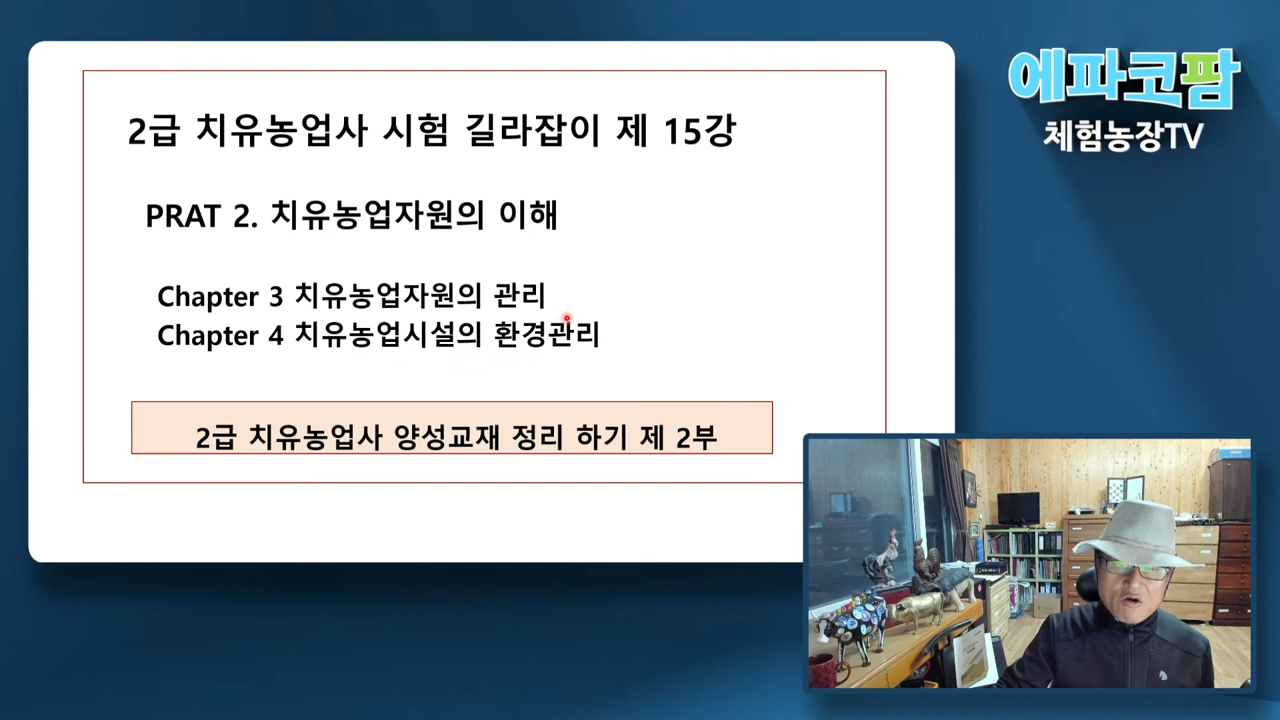 2급 치유농업사 시험 길라잡이 제 15강
PRAT 2. 치유농업자원의 이해
Chapter 3 치유농업자원의 관리
Chapter 4 치유농업시설의 환경관리
2급 치유농업사 양성교재 정리 하기 제 2부
에파코팜
체험농장TV